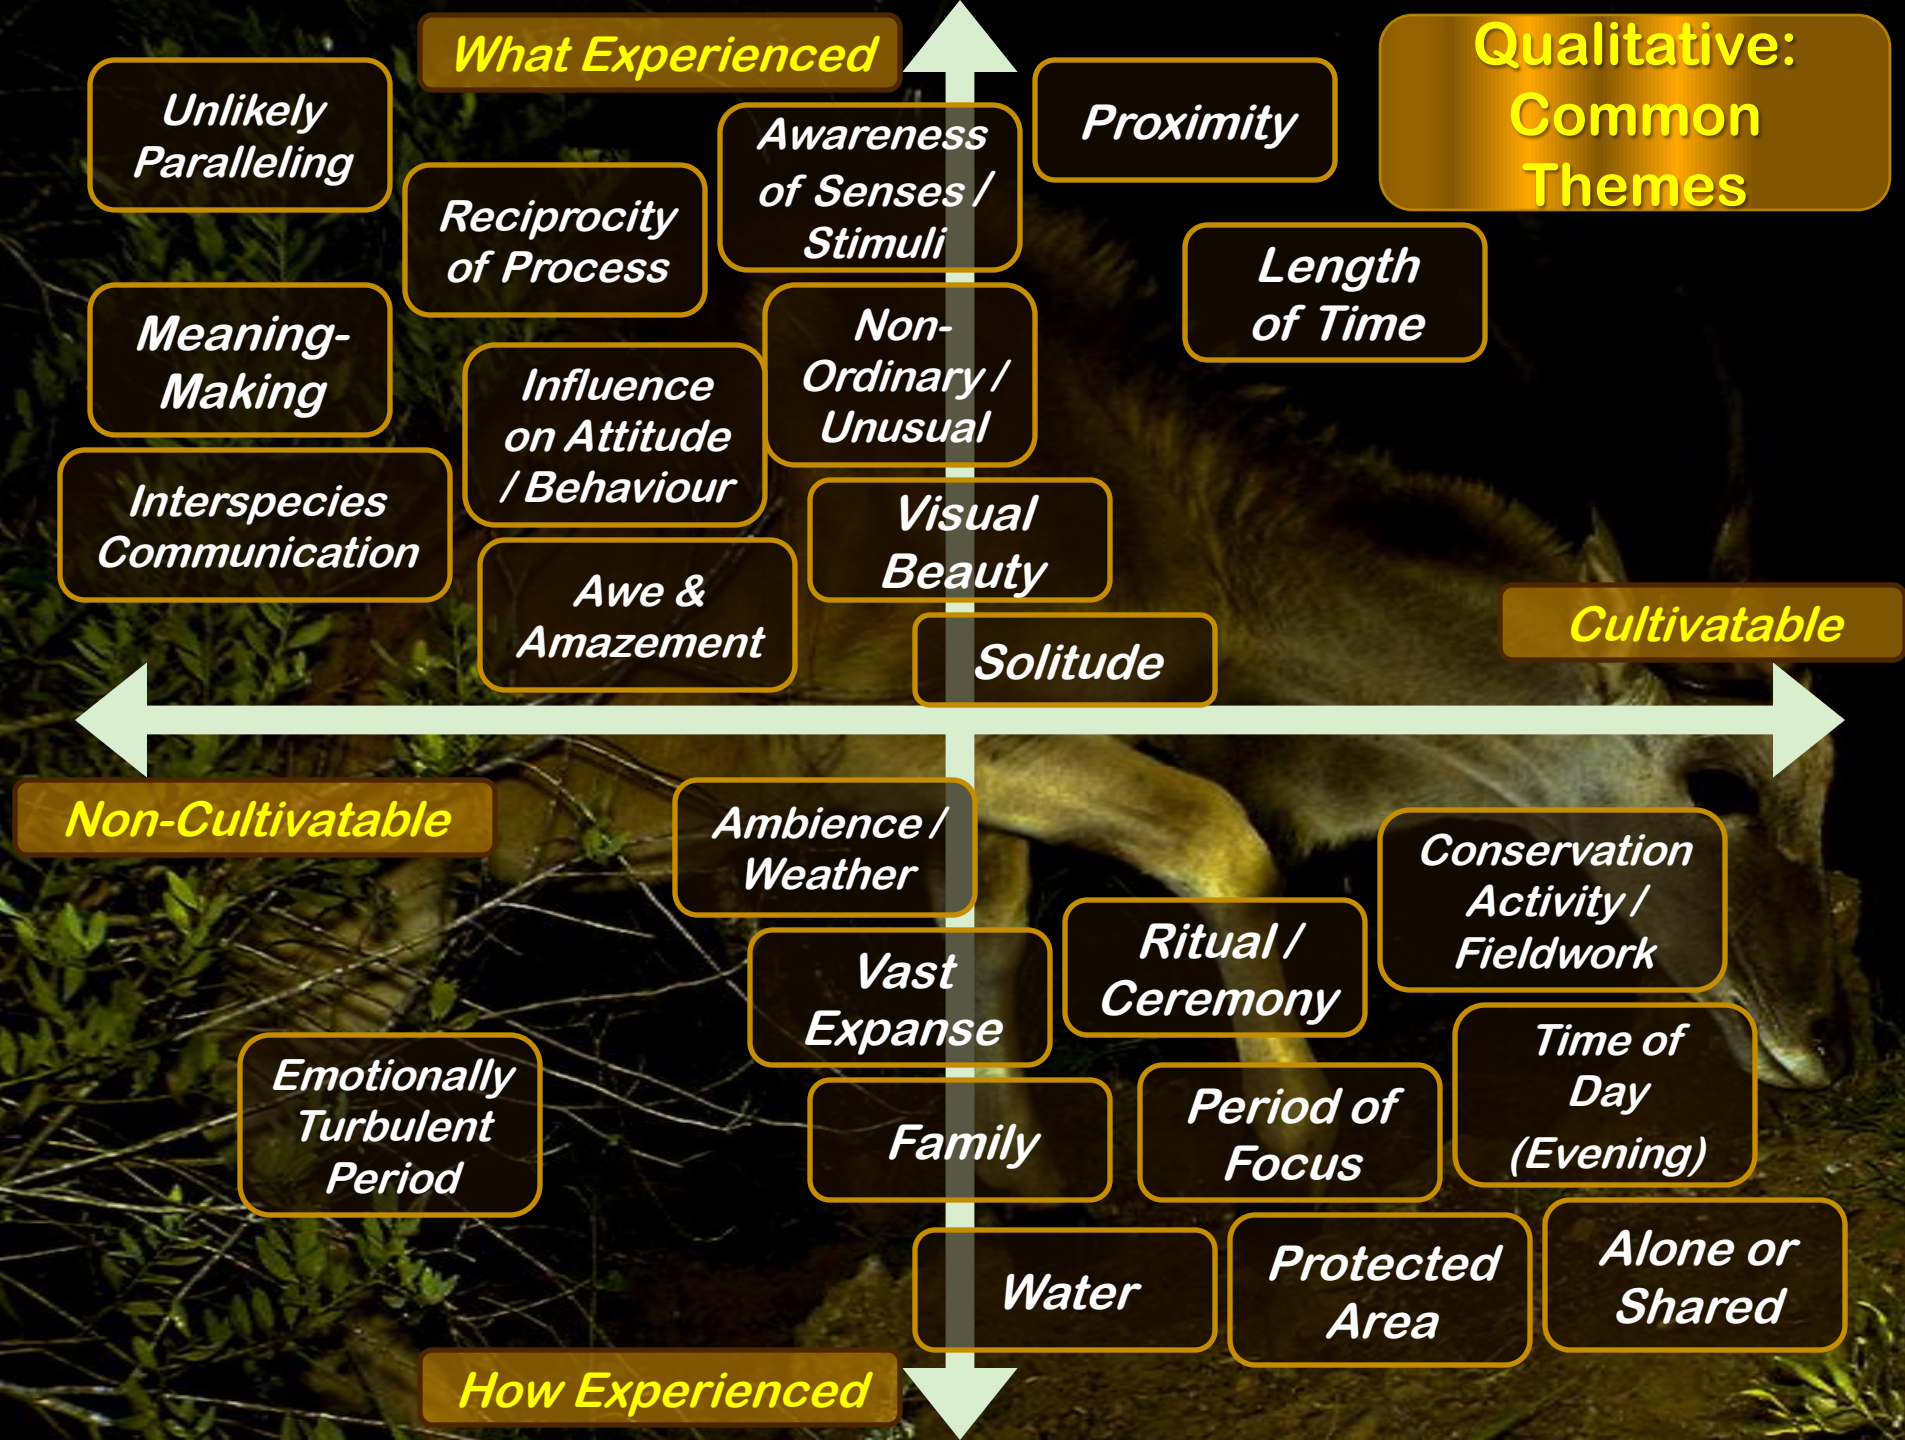 What Experienced
Qualitative:
Common
Themes
Unlikely
Paralleling
Reciprocity
of Process
Awareness
of Senses /
Stimuli
Proximity
Length
of Time
Meaning-
Making
Influence
on Attitude
/ Behaviour
Non-
Ordinary /
Unusual
Interspecies
Communication
Awe &
Amazement
Visual
Beauty
Solitude
Cultivatable
Non-Cultivatable
Ambience /
Weather
Conservation
Activity /
Fieldwork
Vast
Expanse
Ritual /
Ceremony
Emotionally
Turbulent
Period
Family
Period of
Focus
Time of
Day
(Evening)
Water
Protected
Area
Alone or
Shared
How Experienced